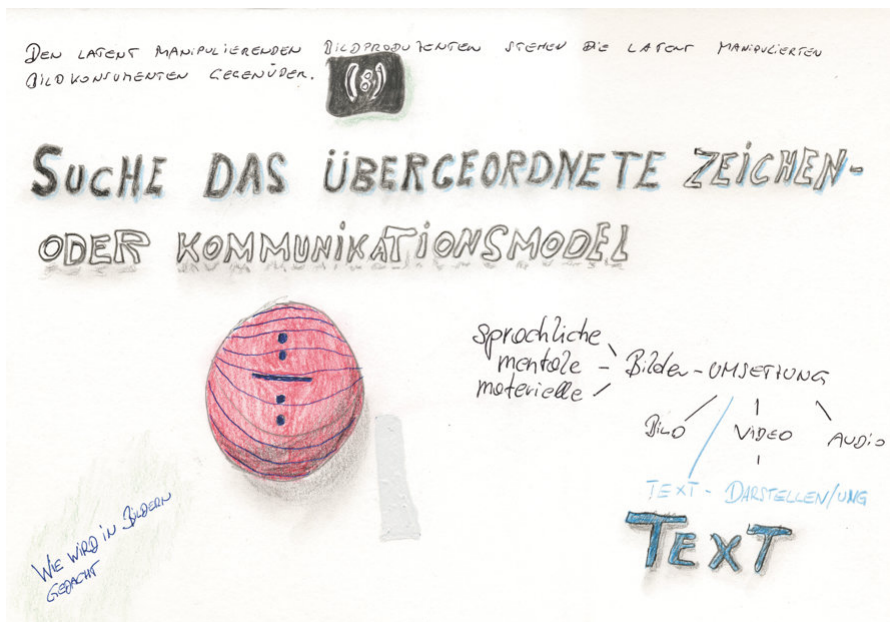 DEN LATENT MANIPULIERENDEN BILDPRODUZENTEN STEHEN DIE LATENT MANIPULIERTEN
BILDKONSUMENTEN GEGENÜBER.
(8)
SUCHE DAS ÜBERGEORDNETE ZEICHEN-
ODER KOMMUNIKATIONSMODEL
sprachliche
mentale - Bilder - UMSETZUNG
materielle
BILD VIDEO AUDIO
TEXT - DARSTELLEN/UNG
TEXT
WIE WIRD IN BILDERN
GEDACHT